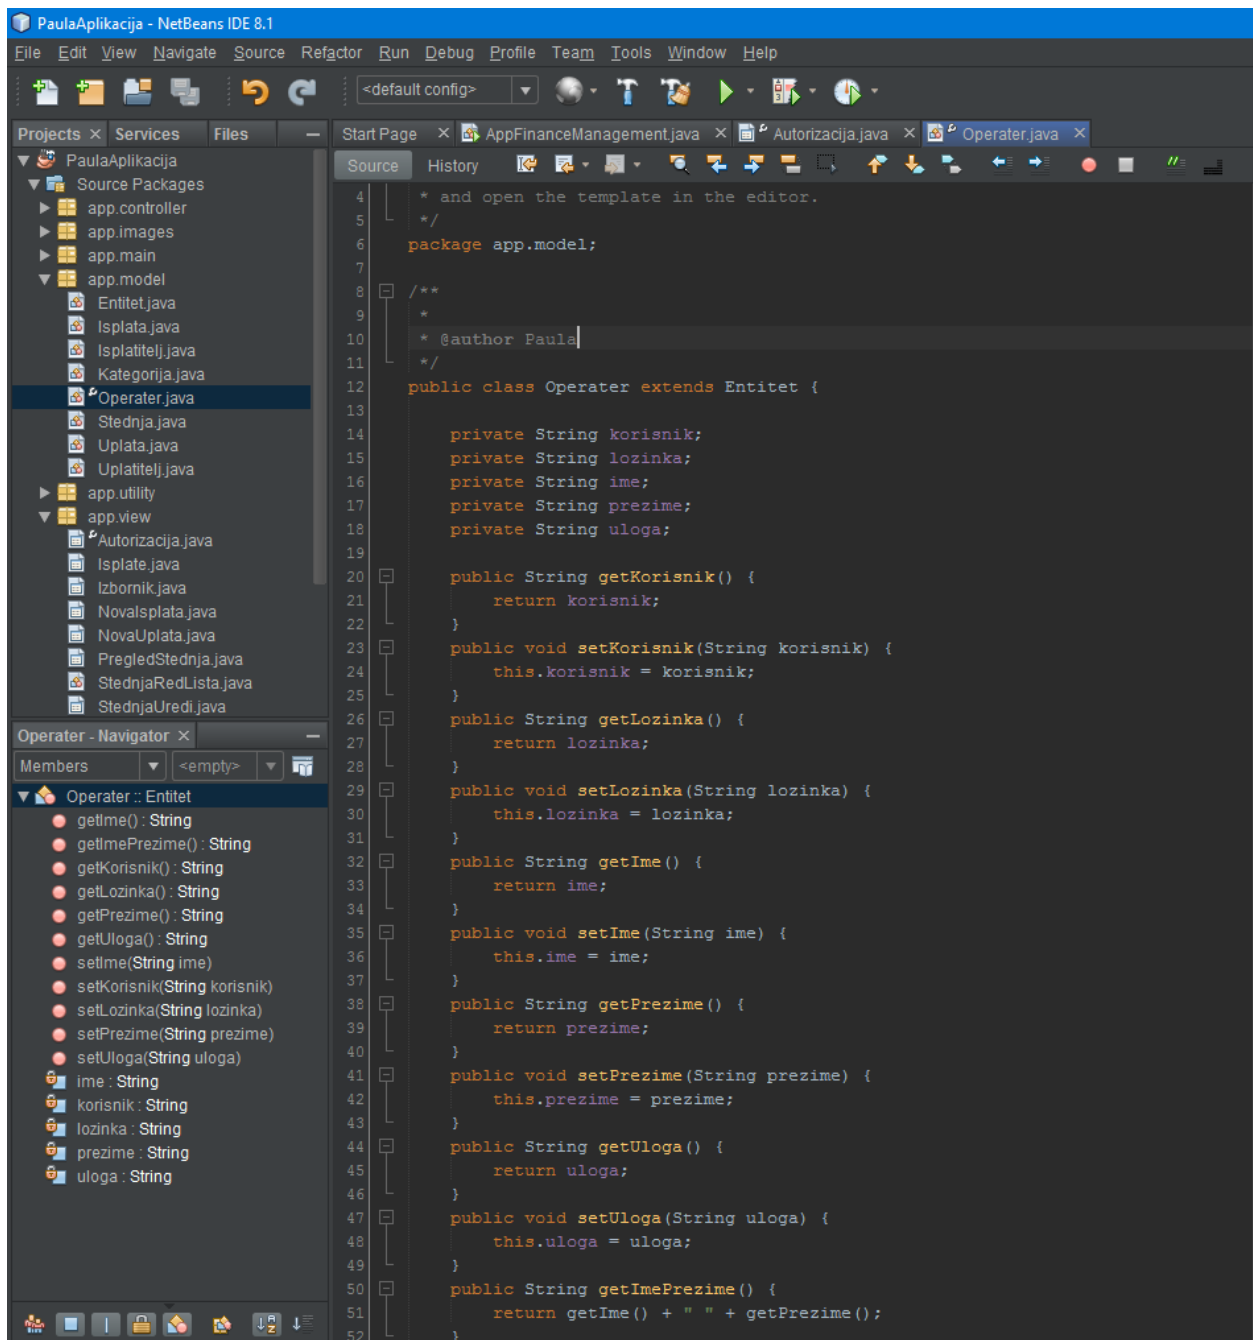 PaulaAplikacija - NetBeans IDE 8.1
File Edit View Navigate Source Refactor Run Debug Profile Team Tools Window Help
<default config>
Projects Services Files
PaulaAplikacija
Source Packages
app.controller
app.images
app.main
app.model
Entitet.java
Isplata.java
Isplatitelj.java
Kategorija.java
Operater.java
Stednja.java
Uplata.java
Uplatitelj.java
app.utility
app.view
Autorizacija.java
Isplate.java
Izbornik.java
NovaIsplata.java
NovaUplata.java
PregledStednja.java
StednjaRedLista.java
StednjaUredi.java
Operater - Navigator
Members <empty>
Operater :: Entitet
getIme() : String
getImePrezime() : String
getKorisnik() : String
getLozinka() : String
getPrezime() : String
getUloga() : String
setIme(String ime)
setKorisnik(String korisnik)
setLozinka(String lozinka)
setPrezime(String prezime)
setUloga(String uloga)
ime : String
korisnik : String
lozinka : String
prezime : String
uloga : String
Start Page AppFinanceManagement.java Autorizacija.java Operater.java
Source History
4 * and open the template in the editor.
5 */
6 package app.model;
7
8 /**
9 *
10 * @author Paula
11 */
12 public class Operater extends Entitet {
13
14 private String korisnik;
15 private String lozinka;
16 private String ime;
17 private String prezime;
18 private String uloga;
19
20 public String getKorisnik() {
21 return korisnik;
22 }
23 public void setKorisnik(String korisnik) {
24 this.korisnik = korisnik;
25 }
26 public String getLozinka() {
27 return lozinka;
28 }
29 public void setLozinka(String lozinka) {
30 this.lozinka = lozinka;
31 }
32 public String getIme() {
33 return ime;
34 }
35 public void setIme(String ime) {
36 this.ime = ime;
37 }
38 public String getPrezime() {
39 return prezime;
40 }
41 public void setPrezime(String prezime) {
42 this.prezime = prezime;
43 }
44 public String getUloga() {
45 return uloga;
46 }
47 public void setUloga(String uloga) {
48 this.uloga = uloga;
49 }
50 public String getImePrezime() {
51 return getIme() + " " + getPrezime();
52 }